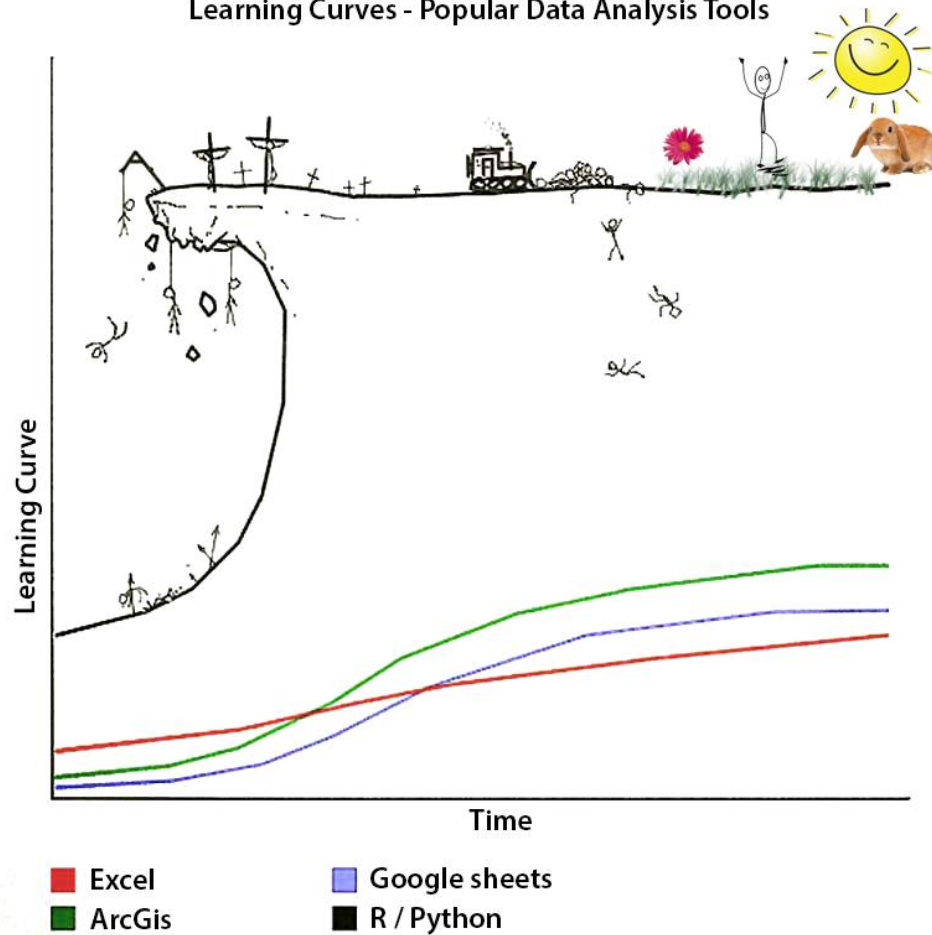 Learning Curves - Popular Data Analysis Tools
Learning Curve
Time
Excel
Google sheets
ArcGis
R / Python